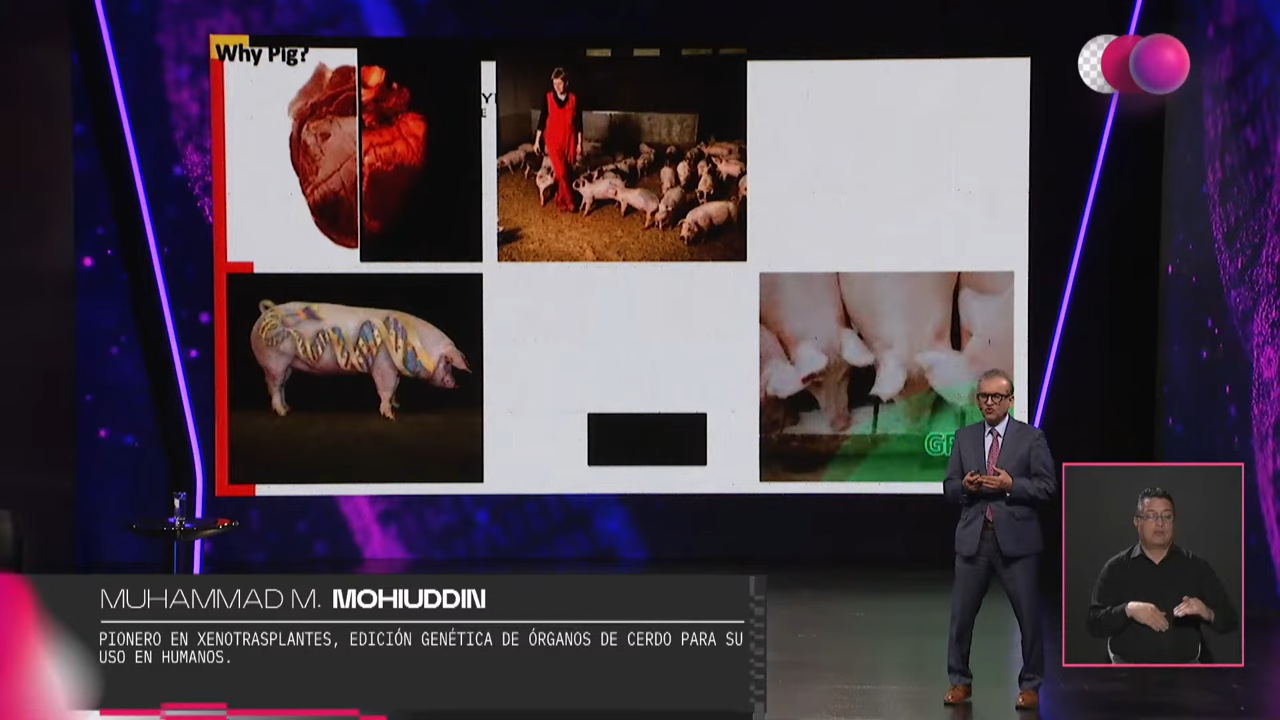 Why Pig?
MUHAMMAD M. MOHIUDDIN
PIONERO EN XENOTRASPLANTES, EDICIÓN GENÉTICA DE ÓRGANOS DE CERDO PARA SU
USO EN HUMANOS.